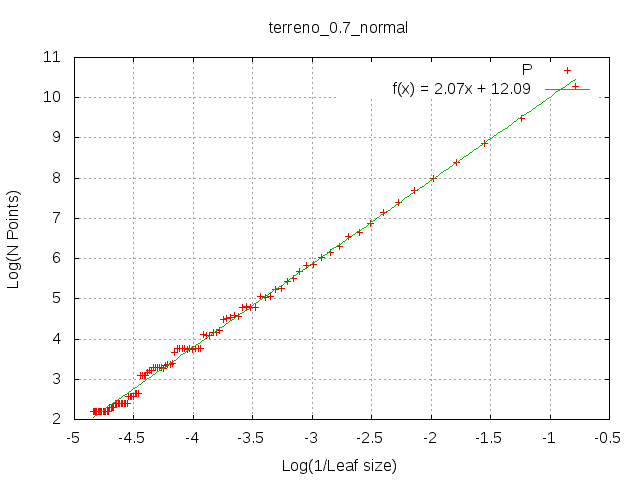 terreno_0.7_normal
11
10
9
8
7
6
5
4
3
2
Log(N Points)
P
f(x) = 2.07x + 12.09
-5 -4.5 -4 -3.5 -3 -2.5 -2 -1.5 -1 -0.5
Log(1/Leaf size)